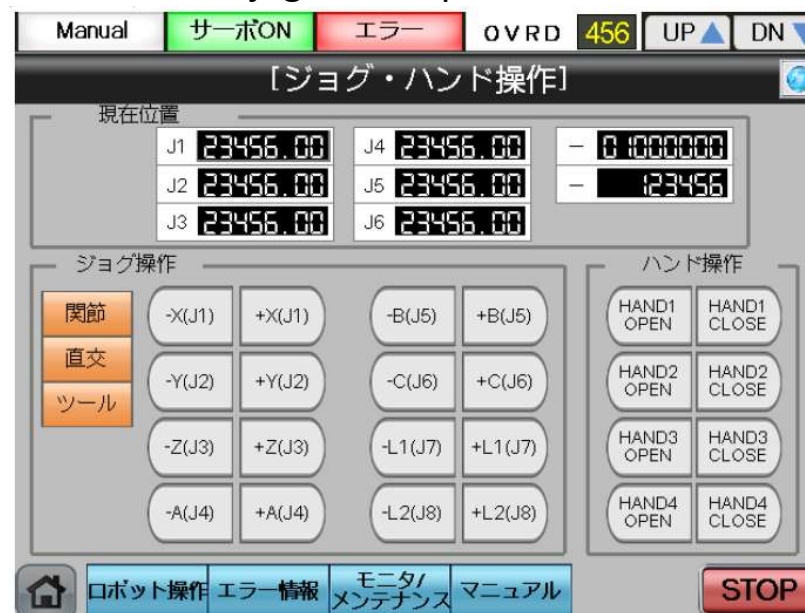 Manual サーボON エラー OVRD 456 UP DN
[ジョグ・ハンド操作]
現在位置
J1 23456.00 J4 23456.00 - 01000000
J2 23456.00 J5 23456.00 - 123456
J3 23456.00 J6 23456.00
ジョグ操作
関節
直交
ツール
-X(J1) +X(J1) -B(J5) +B(J5)
-Y(J2) +Y(J2) -C(J6) +C(J6)
-Z(J3) +Z(J3) -L1(J7) +L1(J7)
-A(J4) +A(J4) -L2(J8) +L2(J8)
ハンド操作
HAND1 OPEN HAND1 CLOSE
HAND2 OPEN HAND2 CLOSE
HAND3 OPEN HAND3 CLOSE
HAND4 OPEN HAND4 CLOSE
ロボット操作 エラー情報 モニタ/メンテナンス マニュアル STOP